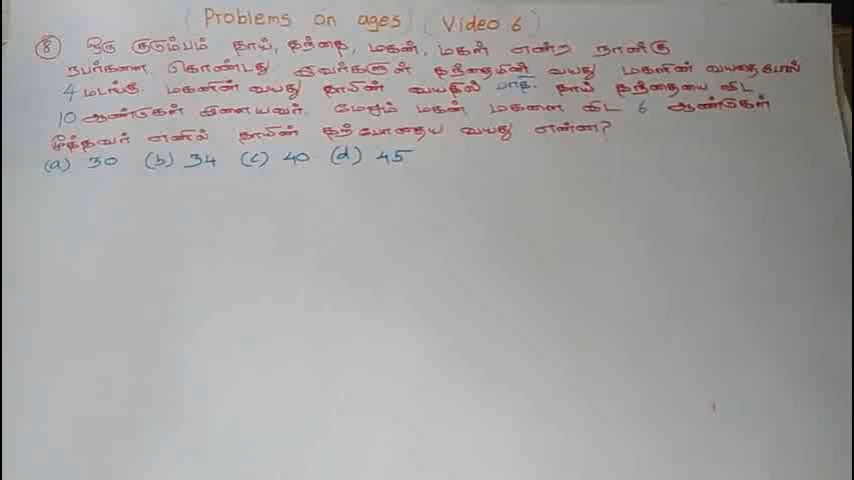 ( Problems on ages ) ( Video 6 )
⑧ ஒரு குடும்பம் தாய், தந்தை, மகன், மகள் என்ற நான்கு
நபர்களை கொண்டது இவர்களுள் தந்தையின் வயது மகளின் வயதைபோல்
4 மடங்கு. மகனின் வயது தாயின் வயதில் பாதி. தாய் தந்தையை விட
10 ஆண்டுகள் இளையவர். மேலும் மகன் மகளை விட 6 ஆண்டுகள்
மூத்தவர் எனில் தாயின் தற்போதைய வயது என்ன?
(a) 30 (b) 34 (c) 40 (d) 45